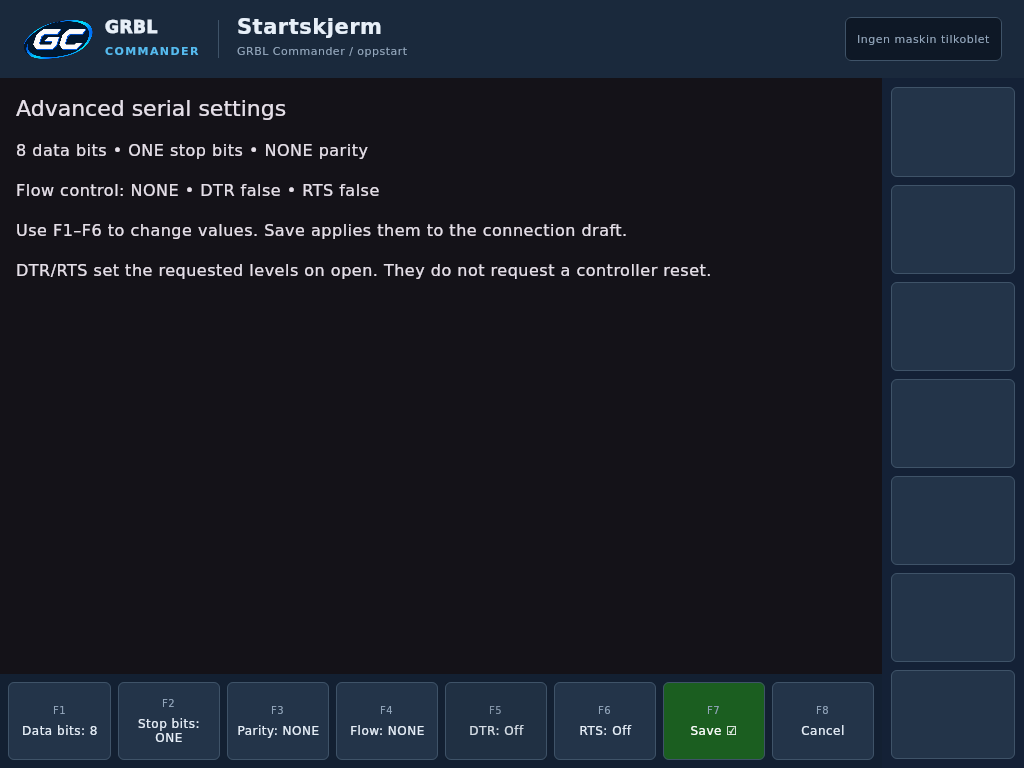 GC
GRBL
COMMANDER
Startskjerm
GRBL Commander / oppstart
Ingen maskin tilkoblet
Advanced serial settings
8 data bits • ONE stop bits • NONE parity
Flow control: NONE • DTR false • RTS false
Use F1–F6 to change values. Save applies them to the connection draft.
DTR/RTS set the requested levels on open. They do not request a controller reset.
F1
Data bits: 8
F2
Stop bits:
ONE
F3
Parity: NONE
F4
Flow: NONE
F5
DTR: Off
F6
RTS: Off
F7
Save ☑
F8
Cancel